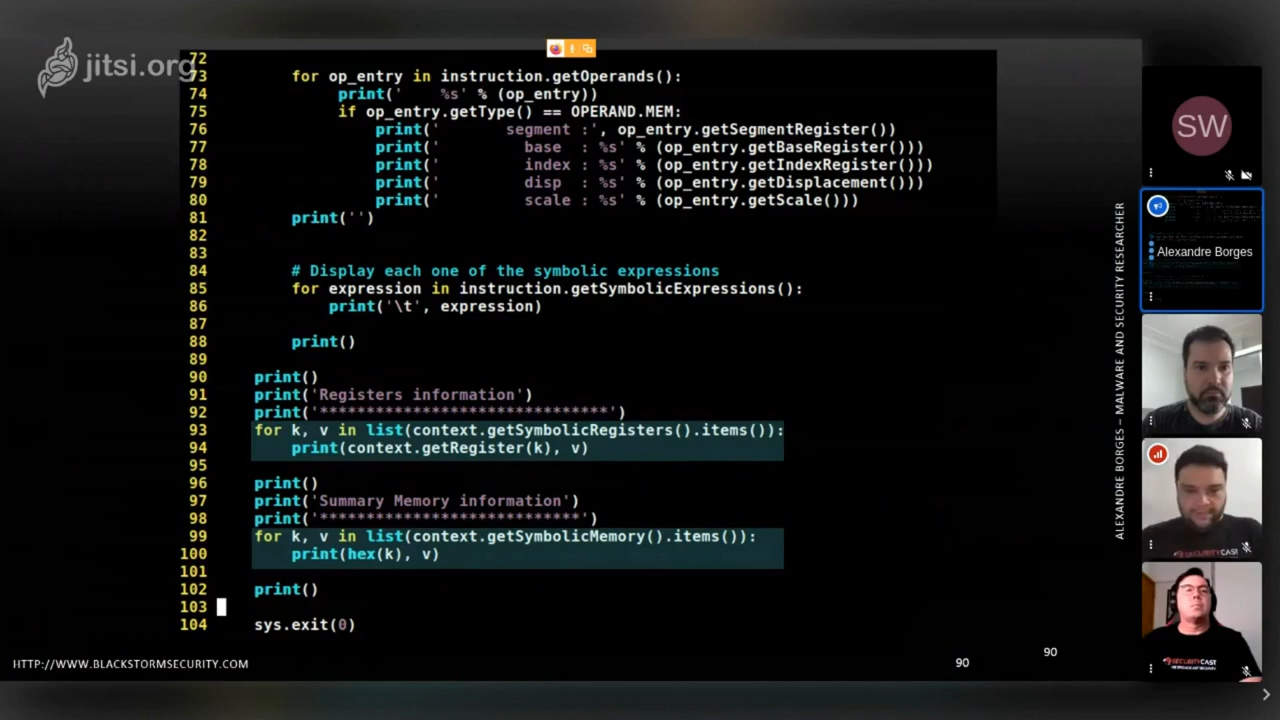 jitsi.org
72
73        for op_entry in instruction.getOperands():
74             print('    %s' % (op_entry))
75             if op_entry.getType() == OPERAND.MEM:
76                 print('       segment :', op_entry.getSegmentRegister())
77                 print('         base  : %s' % (op_entry.getBaseRegister()))
78                 print('         index : %s' % (op_entry.getIndexRegister()))
79                 print('         disp  : %s' % (op_entry.getDisplacement()))
80                 print('         scale : %s' % (op_entry.getScale()))
81        print('')
82
83
84        # Display each one of the symbolic expressions
85        for expression in instruction.getSymbolicExpressions():
86            print('\t', expression)
87
88        print()
89
90    print()
91    print('Registers information')
92    print('*******************************')
93    for k, v in list(context.getSymbolicRegisters().items()):
94        print(context.getRegister(k), v)
95
96    print()
97    print('Summary Memory information')
98    print('****************************')
99    for k, v in list(context.getSymbolicMemory().items()):
100        print(hex(k), v)
101
102    print()
103
104    sys.exit(0)
ALEXANDRE BORGES – MALWARE AND SECURITY RESEARCHER
HTTP://WWW.BLACKSTORMSECURITY.COM
90
90
SW
Alexandre Borges
SECURITYCAST
SECURITYCAST